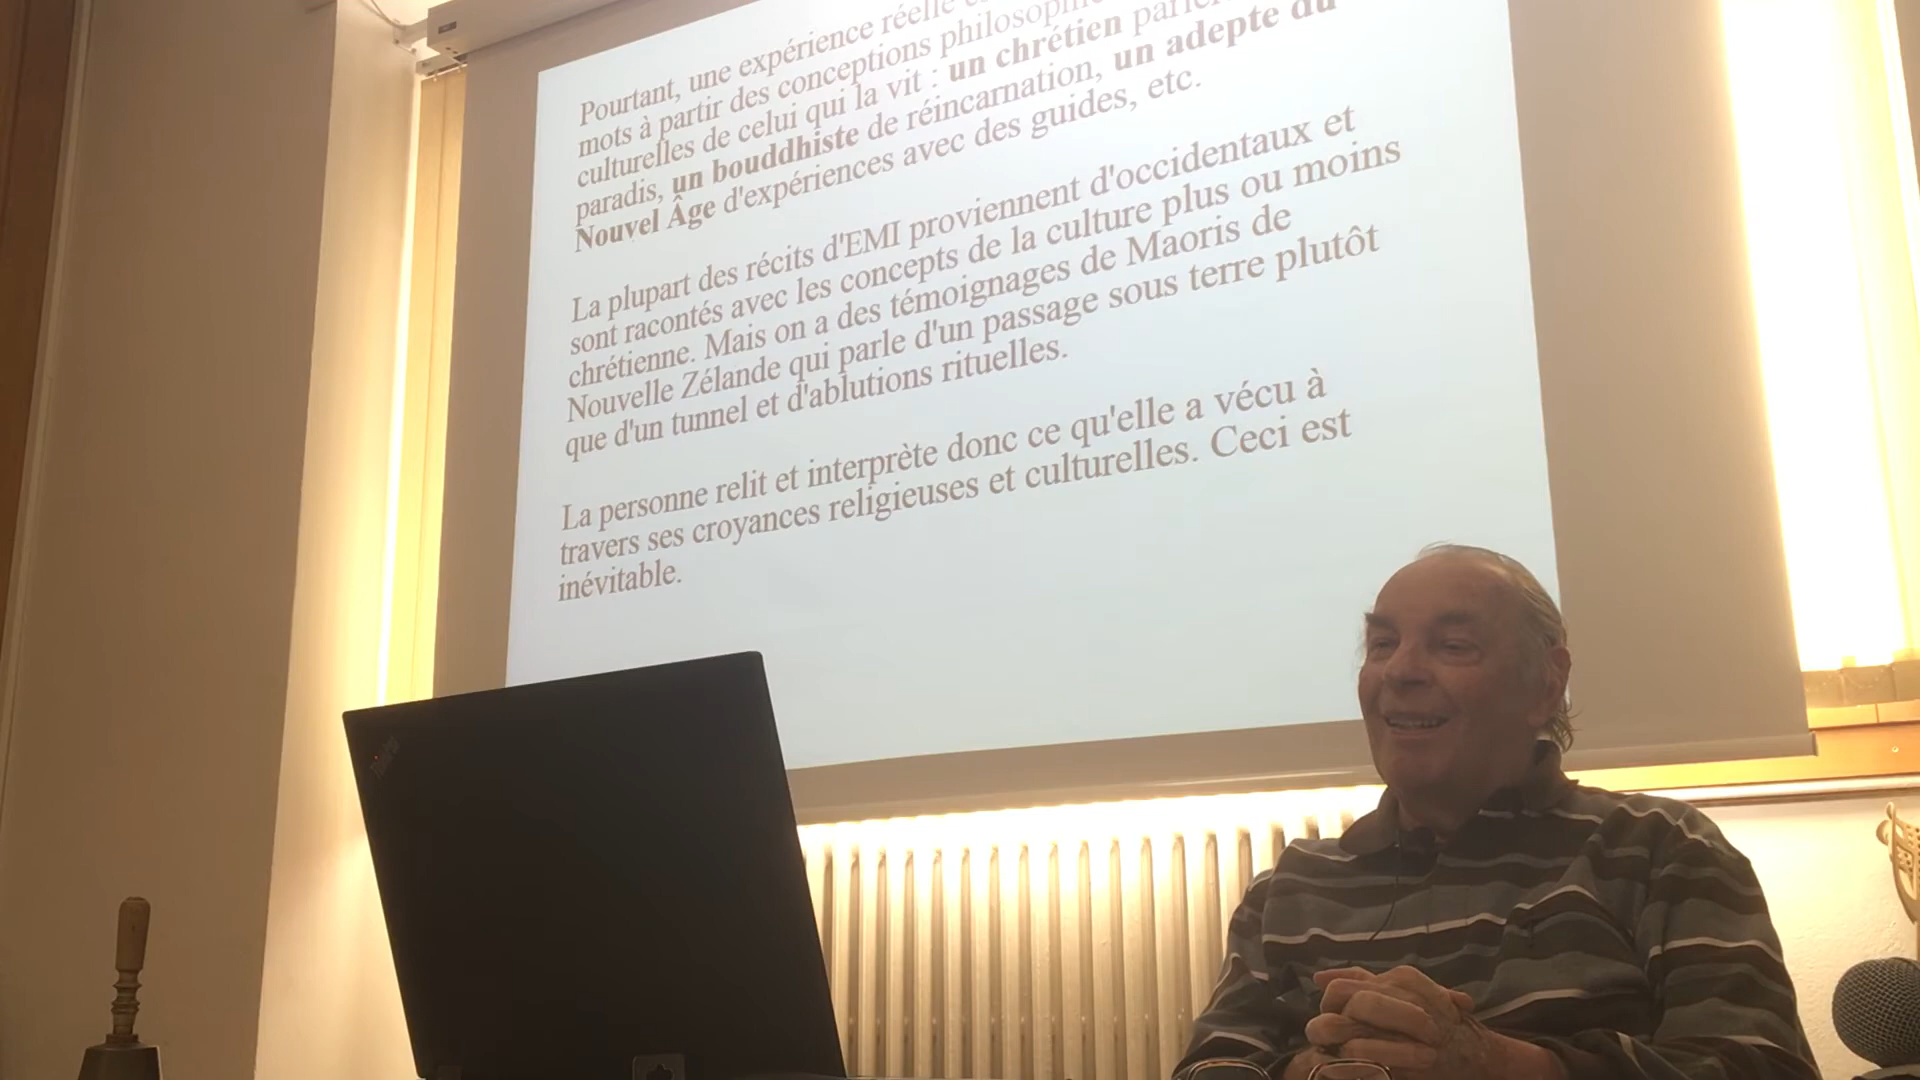 Pourtant, une expérience réelle
mots à partir des conceptions
culturelles de celui qui la vit : un chrétien
paradis, un bouddhiste de réincarnation, un adepte du
Nouvel Âge d'expériences avec des guides, etc.
La plupart des récits d'EMI proviennent d'occidentaux et
sont racontés avec les concepts de la culture plus ou moins
chrétienne. Mais on a des témoignages de Maoris de
Nouvelle Zélande qui parle d'un passage sous terre plutôt
que d'un tunnel et d'ablutions rituelles.
La personne relit et interprète donc ce qu'elle a vécu à
travers ses croyances religieuses et culturelles. Ceci est
inévitable.